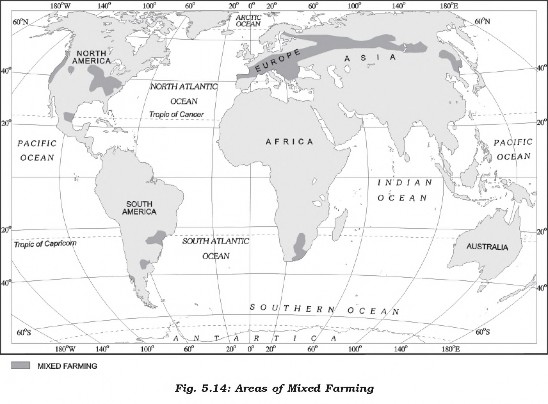 180°W 140° 100° 60° 20° 0° 20° 60° 100° 140° 180°E
ARCTIC
OCEAN
60°N 60°N
NORTH
AMERICA
EUROPE
ASIA
40° 40°
NORTH ATLANTIC
OCEAN
Tropic of Cancer
20° 20°
PACIFIC
OCEAN
AFRICA
PACIFIC
OCEAN
INDIAN
OCEAN
SOUTH
AMERICA
20° 20°
Tropic of Capricorn
SOUTH ATLANTIC
OCEAN
AUSTRALIA
40° 40°
SOUTHERN OCEAN
60°S 60°S
ANTARTICA
180°W 140° 100° 60° 20° 0° 20° 60° 100° 140° 180°E
MIXED FARMING
Fig. 5.14: Areas of Mixed Farming